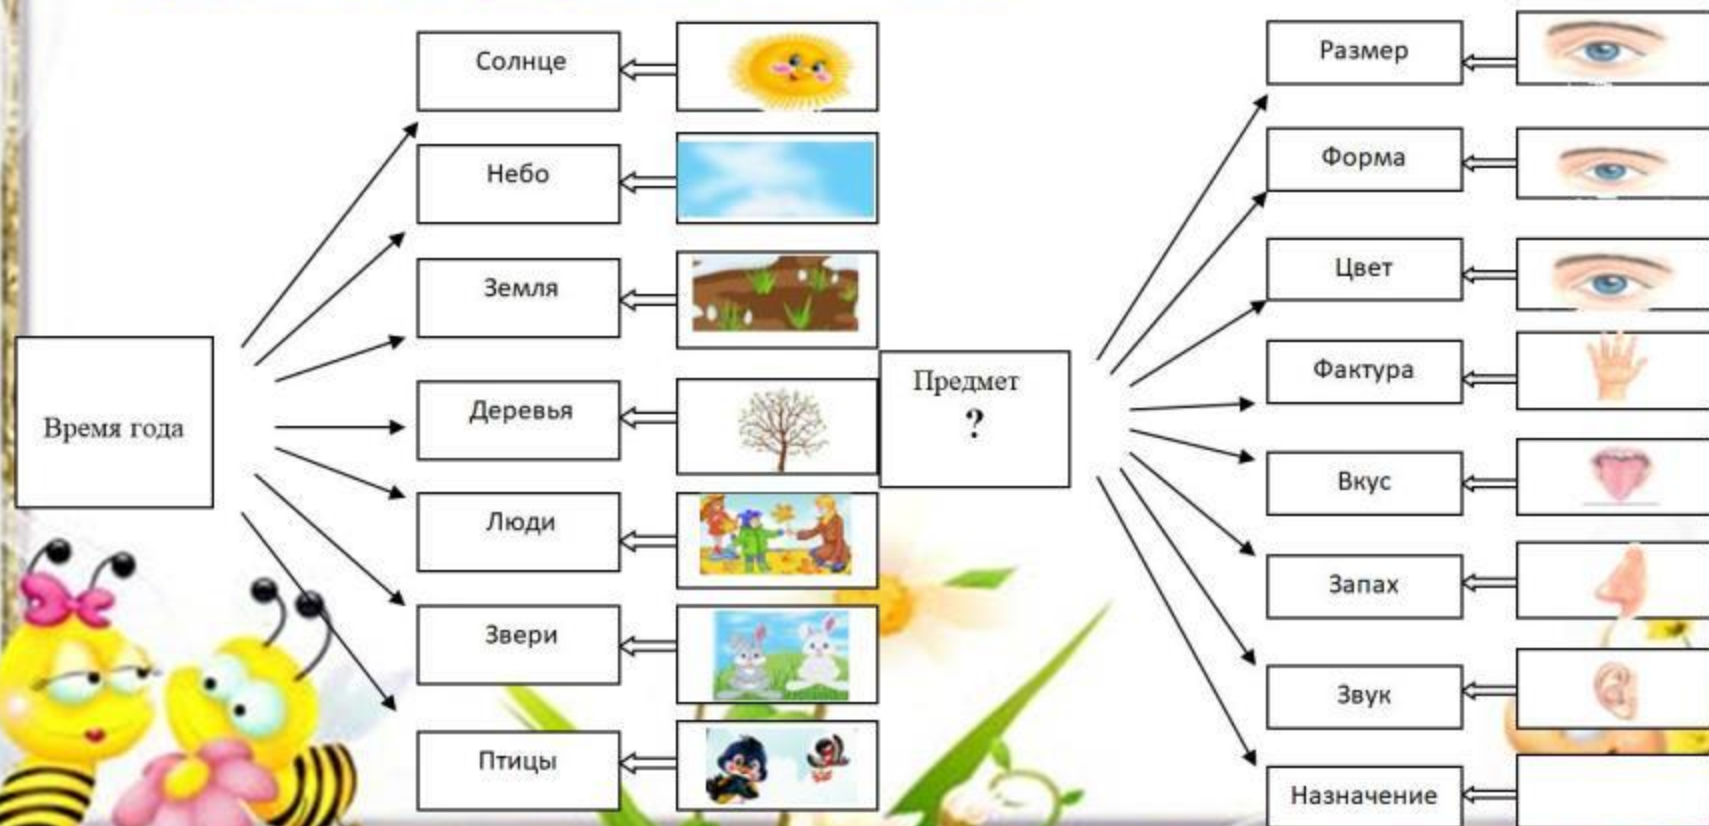 Время года
Солнце
Небо
Земля
Деревья
Люди
Звери
Птицы
Предмет
?
Размер
Форма
Цвет
Фактура
Вкус
Запах
Звук
Назначение